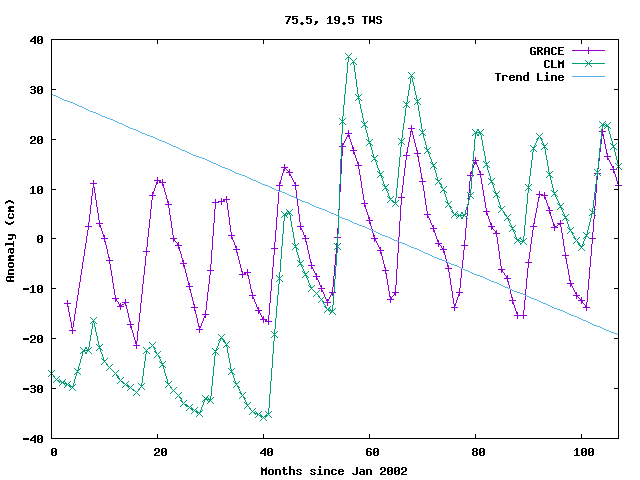 75.5, 19.5 TWS
GRACE
CLM
Trend Line
40
30
20
10
0
-10
-20
-30
-40
Anomaly (cm)
0 20 40 60 80 100
Months since Jan 2002